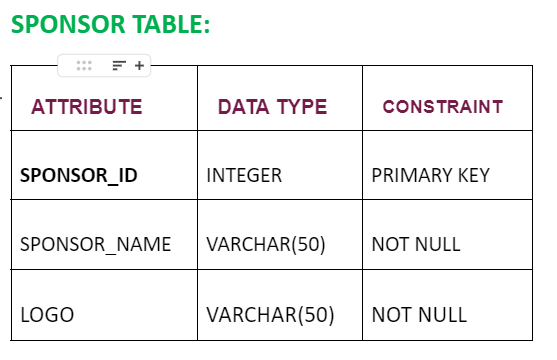 SPONSOR TABLE:
ATTRIBUTE DATA TYPE CONSTRAINT
SPONSOR_ID INTEGER PRIMARY KEY
SPONSOR_NAME VARCHAR(50) NOT NULL
LOGO VARCHAR(50) NOT NULL